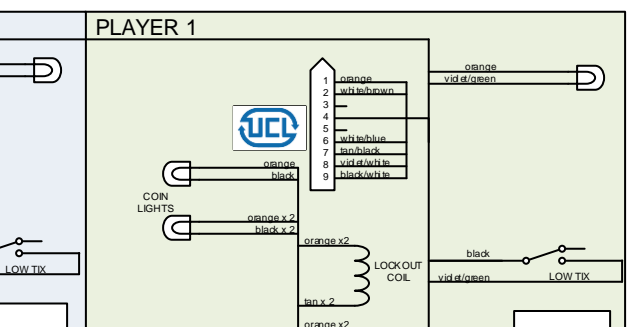 PLAYER 1
orange
violet/green
1 orange
2 white/brown
3
4
5
6 white/blue
7 tan/black
8 violet/white
9 black/white
UCL
orange
black
COIN
LIGHTS
orange x 2
black x 2
orange x2
LOCKOUT
COIL
black
violet/green
LOW TIX
LOW TIX
tan x 2
orange x2